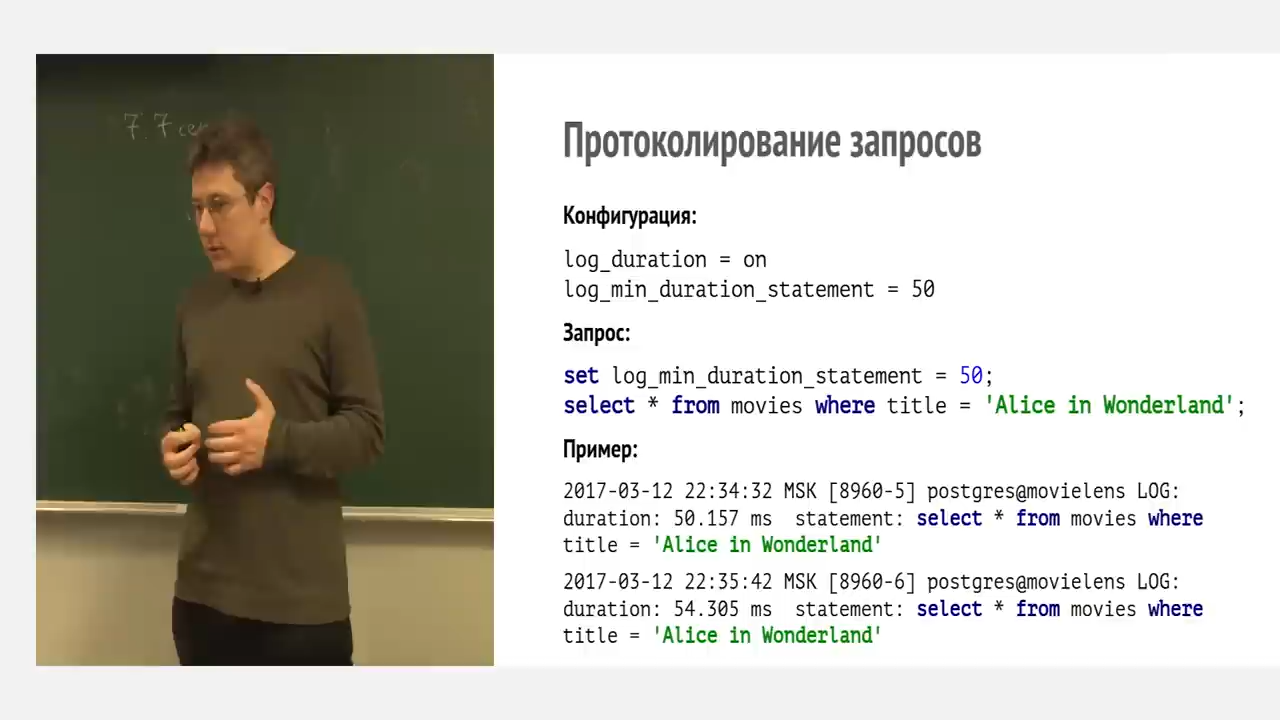 7. 7
Протоколирование запросов
Конфигурация:
log_duration = on
log_min_duration_statement = 50
Запрос:
set log_min_duration_statement = 50;
select * from movies where title = 'Alice in Wonderland';
Пример:
2017-03-12 22:34:32 MSK [8960-5] postgres@movielens LOG:
duration: 50.157 ms statement: select * from movies where
title = 'Alice in Wonderland'
2017-03-12 22:35:42 MSK [8960-6] postgres@movielens LOG:
duration: 54.305 ms statement: select * from movies where
title = 'Alice in Wonderland'